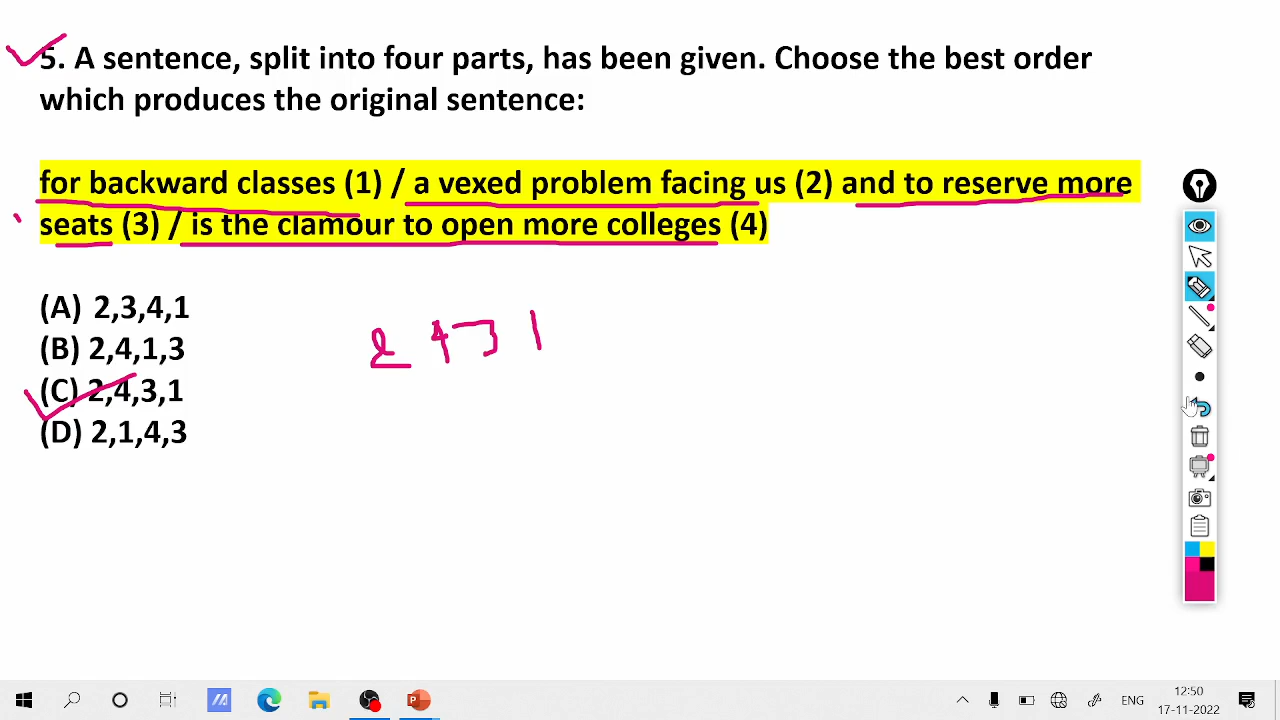 5. A sentence, split into four parts, has been given. Choose the best order
which produces the original sentence:
for backward classes (1) / a vexed problem facing us (2) and to reserve more
seats (3) / is the clamour to open more colleges (4)
(A) 2,3,4,1
(B) 2,4,1,3
(C) 2,4,3,1
(D) 2,1,4,3
2 4 3 1
ENG
12:50
17-11-2022